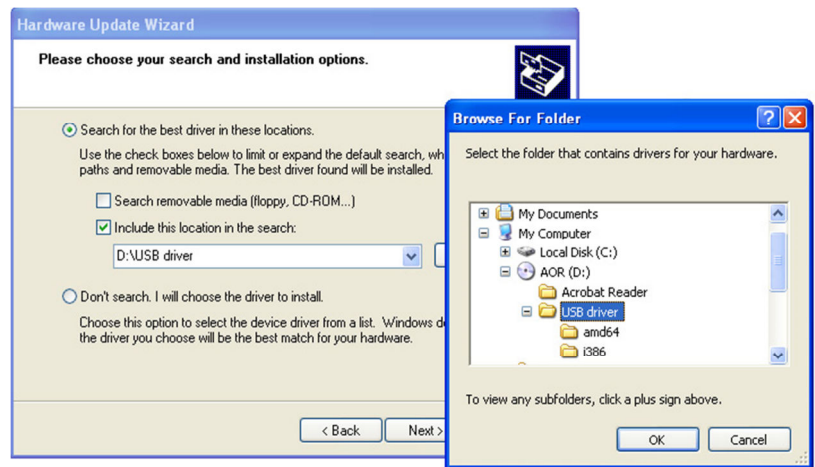 Hardware Update Wizard
Please choose your search and installation options.
Search for the best driver in these locations.
Use the check boxes below to limit or expand the default search, wh
paths and removable media. The best driver found will be installed.
Search removable media (floppy, CD-ROM...)
Include this location in the search:
D:\USB driver
Don't search. I will choose the driver to install.
Choose this option to select the device driver from a list. Windows d
the driver you choose will be the best match for your hardware.
< Back
Next >
Browse For Folder
Select the folder that contains drivers for your hardware.
My Documents
My Computer
Local Disk (C:)
AOR (D:)
Acrobat Reader
USB driver
amd64
i386
To view any subfolders, click a plus sign above.
OK
Cancel